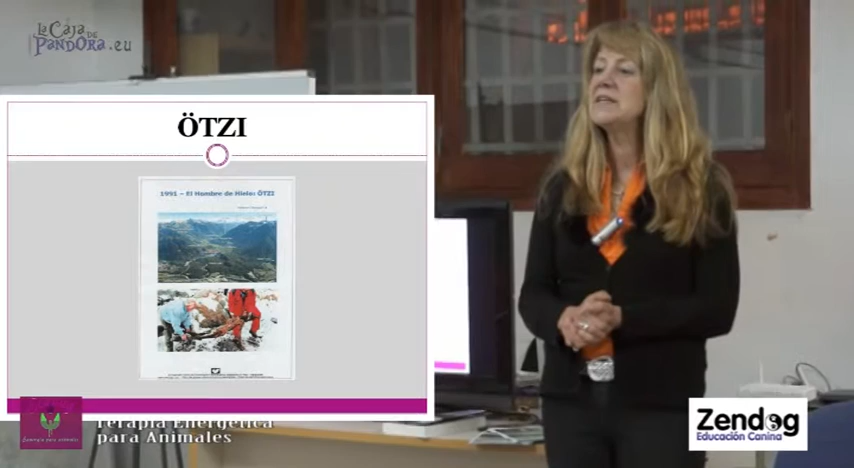 La Caja
DE
PANDORA.eu
ÖTZI
1991 - El Hombre de Hielo: ÖTZI
Terapia Energética
para Animales
Zendog
Educación Canina